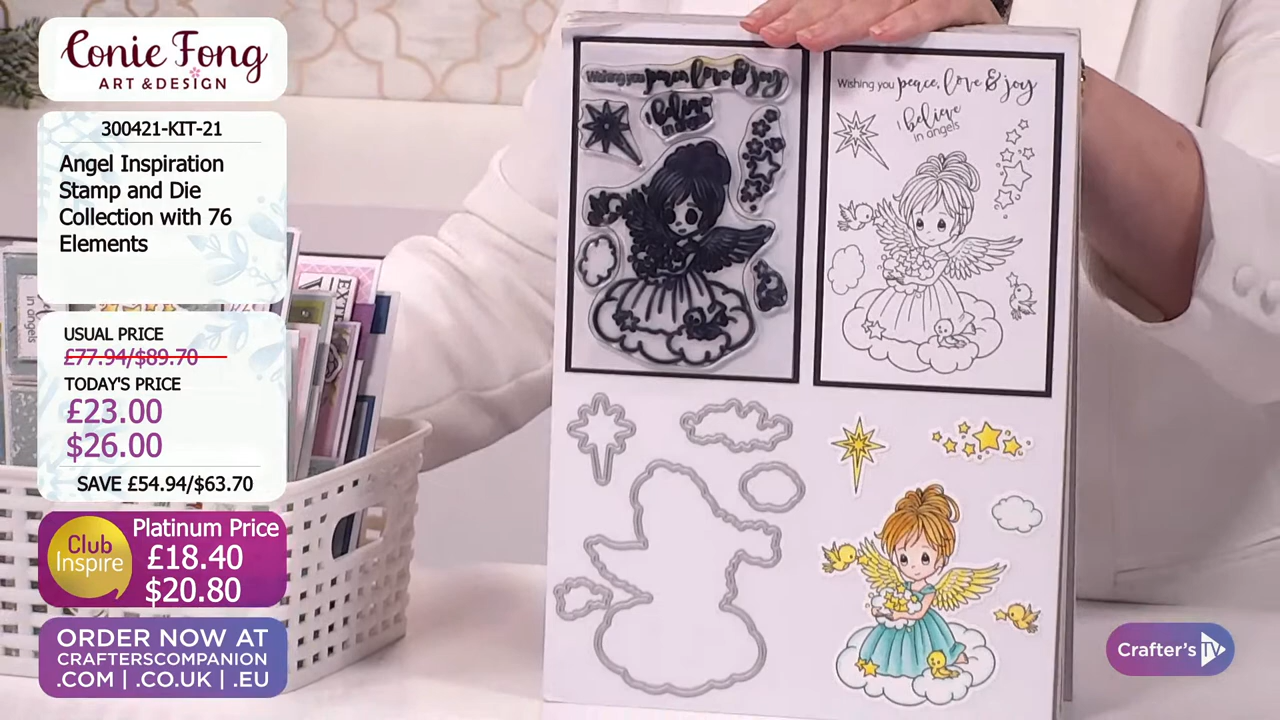 Conie Fong
ART & DESIGN
300421-KIT-21
Angel Inspiration
Stamp and Die
Collection with 76
Elements
USUAL PRICE
£77.94/$89.70
TODAY'S PRICE
£23.00
$26.00
SAVE £54.94/$63.70
Club
Inspire
Platinum Price
£18.40
$20.80
ORDER NOW AT
CRAFTERSCOMPANION
.COM | .CO.UK | .EU
Wishing you peace, love & joy
I believe
in angels
Wishing you peace, love & joy
I believe
in angels
in angels
Crafter's TV